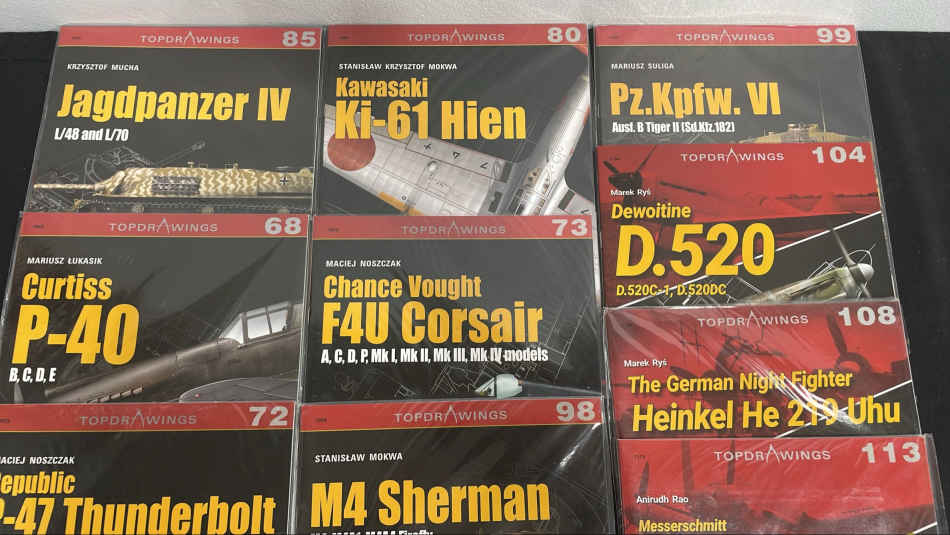 TOPDRAWINGS 85
KRZYSZTOF MUCHA
Jagdpanzer IV
L/48 and L/70
TOPDRAWINGS 80
STANISŁAW KRZYSZTOF MOKWA
Kawasaki
Ki-61 Hien
TOPDRAWINGS 99
MARIUSZ SULIGA
Pz.Kpfw. VI
Ausf. B Tiger II (Sd.Kfz.182)
TOPDRAWINGS 104
Marek Ryś
Dewoitine
D.520
D.520C-1, D.520DC
TOPDRAWINGS 68
MARIUSZ ŁUKASIK
Curtiss
P-40
B, C, D, E
TOPDRAWINGS 73
MACIEJ NOSZCZAK
Chance Vought
F4U Corsair
A, C, D, P, Mk I, Mk II, Mk III, Mk IV models
TOPDRAWINGS 108
Marek Ryś
The German Night Fighter
Heinkel He 219 Uhu
TOPDRAWINGS 72
MACIEJ NOSZCZAK
Republic
P-47 Thunderbolt
TOPDRAWINGS 98
STANISŁAW MOKWA
M4 Sherman
TOPDRAWINGS 113
Anirudh Rao
Messerschmitt